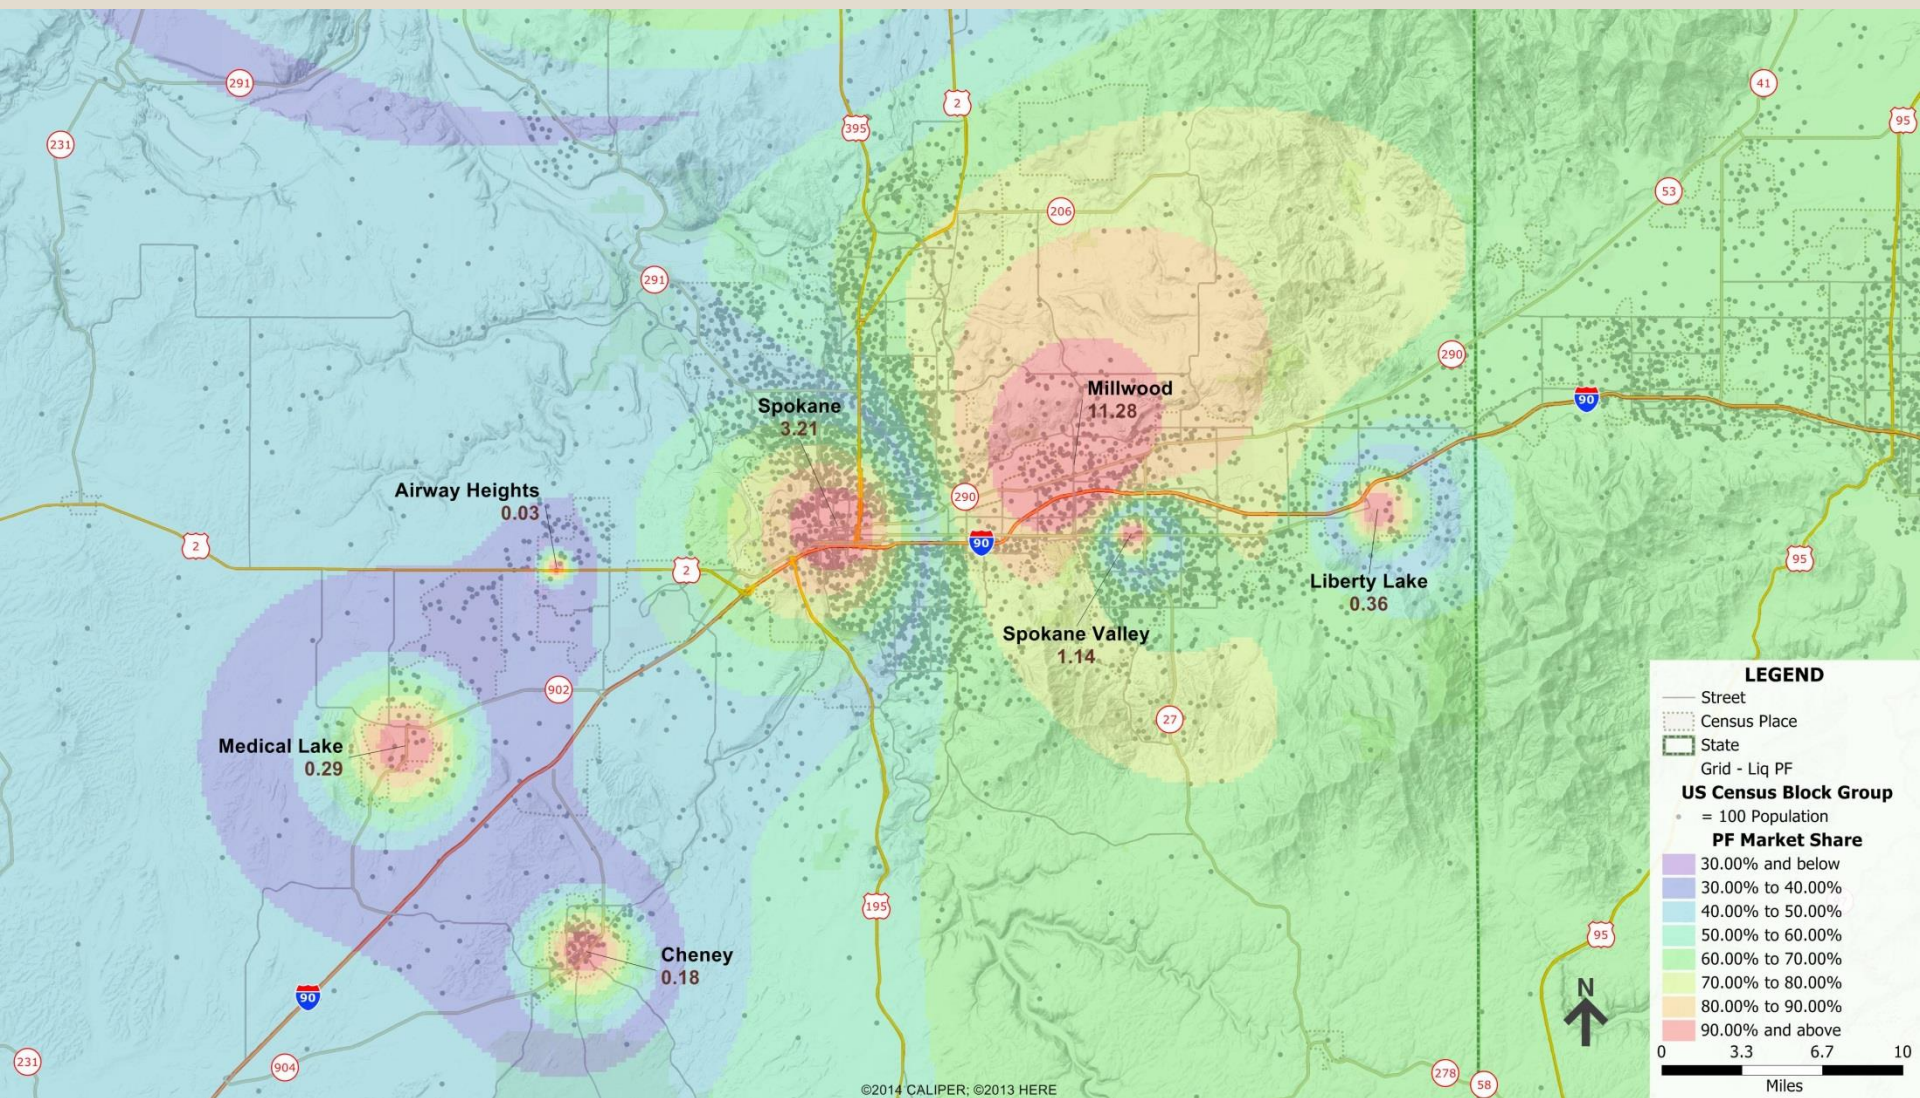 291
41
2
95
395
231
53
206
291
290
Millwood
11.28
90
Spokane
3.21
Airway Heights
0.03
290
2
90
2
95
Liberty Lake
0.36
Spokane Valley
1.14
902
27
Medical Lake
0.29
195
Cheney
0.18
95
90
231
904
278
58
LEGEND
Street
Census Place
State
Grid - Liq PF
US Census Block Group
= 100 Population
PF Market Share
30.00% and below
30.00% to 40.00%
40.00% to 50.00%
50.00% to 60.00%
60.00% to 70.00%
70.00% to 80.00%
80.00% to 90.00%
90.00% and above
N
0 3.3 6.7 10
Miles
©2014 CALIPER; ©2013 HERE